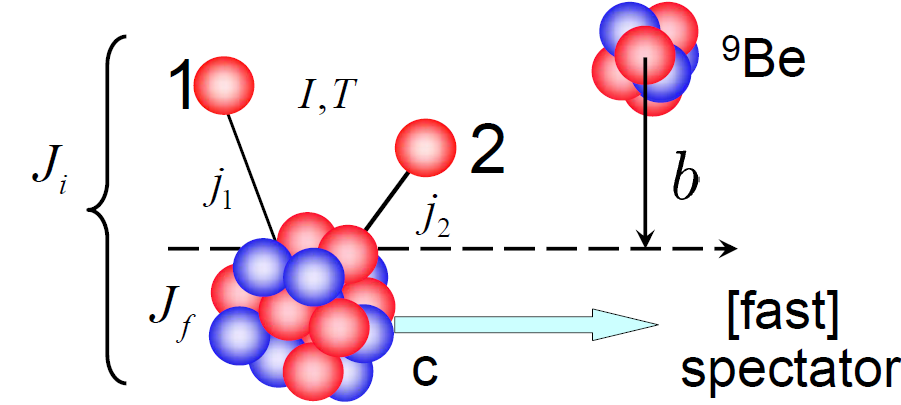 1
I, T
2
⁹Be
J_i
j_1
j_2
b
J_f
c
[fast]
spectator